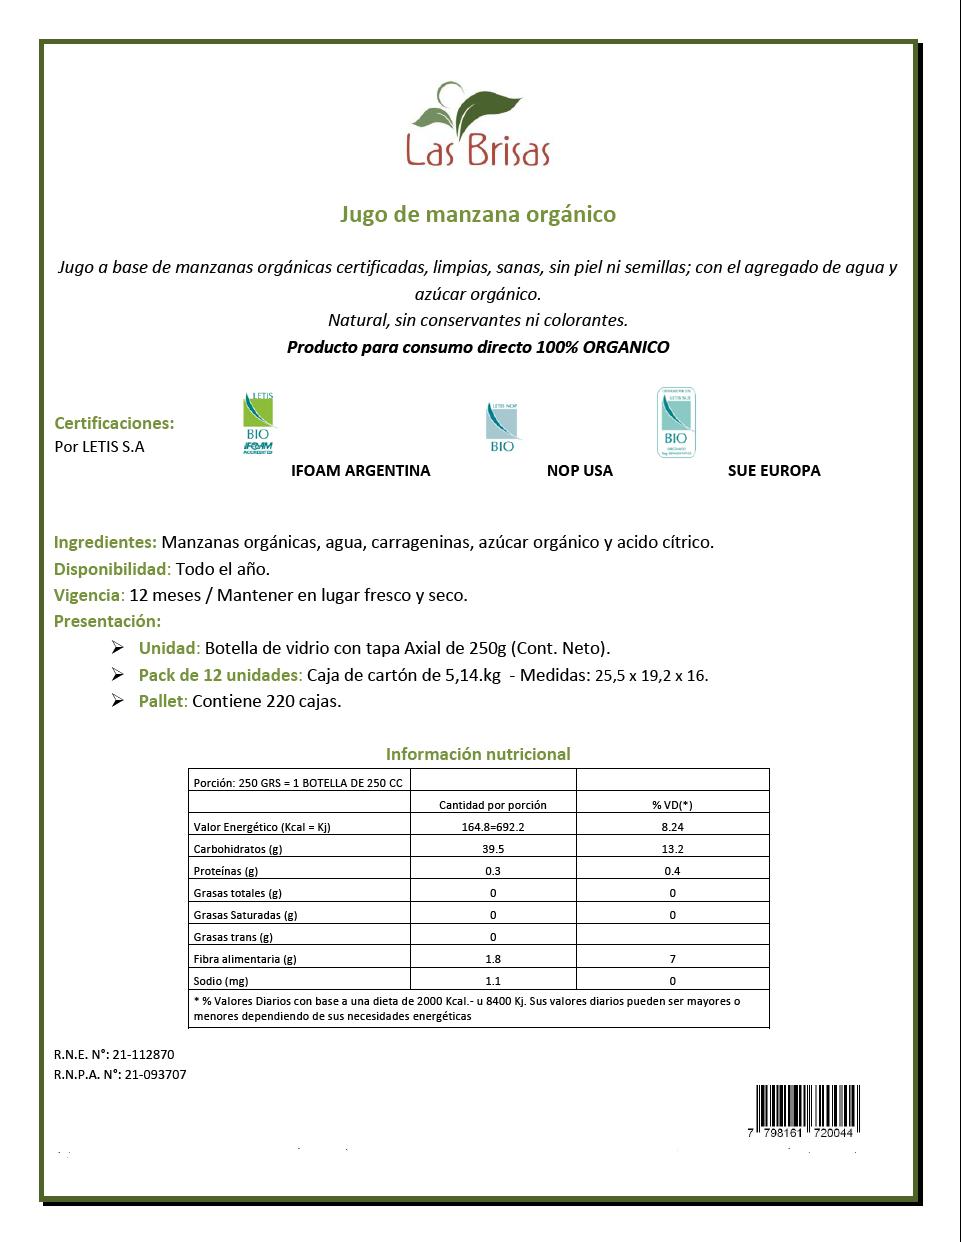 Las Brisas
Jugo de manzana orgánico
Jugo a base de manzanas orgánicas certificadas, limpias, sanas, sin piel ni semillas; con el agregado de agua y
azúcar orgánico.
Natural, sin conservantes ni colorantes.
Producto para consumo directo 100% ORGANICO
Certificaciones:
Por LETIS S.A
LETIS
BIO
IFOAM
ACCREDITED
IFOAM ARGENTINA
LETIS NOP
BIO
NOP USA
BIO
SUE EUROPA
Ingredientes: Manzanas orgánicas, agua, carrageninas, azúcar orgánico y acido cítrico.
Disponibilidad: Todo el año.
Vigencia: 12 meses / Mantener en lugar fresco y seco.
Presentación:
➢ Unidad: Botella de vidrio con tapa Axial de 250g (Cont. Neto).
➢ Pack de 12 unidades: Caja de cartón de 5,14.kg - Medidas: 25,5 x 19,2 x 16.
➢ Pallet: Contiene 220 cajas.
Información nutricional
Porción: 250 GRS = 1 BOTELLA DE 250 CC
Cantidad por porción % VD(*)
Valor Energético (Kcal = Kj) 164.8=692.2 8.24
Carbohidratos (g) 39.5 13.2
Proteínas (g) 0.3 0.4
Grasas totales (g) 0 0
Grasas Saturadas (g) 0 0
Grasas trans (g) 0
Fibra alimentaria (g) 1.8 7
Sodio (mg) 1.1 0
* % Valores Diarios con base a una dieta de 2000 Kcal.- u 8400 Kj. Sus valores diarios pueden ser mayores o
menores dependiendo de sus necesidades energéticas
R.N.E. N°: 21-112870
R.N.P.A. N°: 21-093707
7 798161 720044